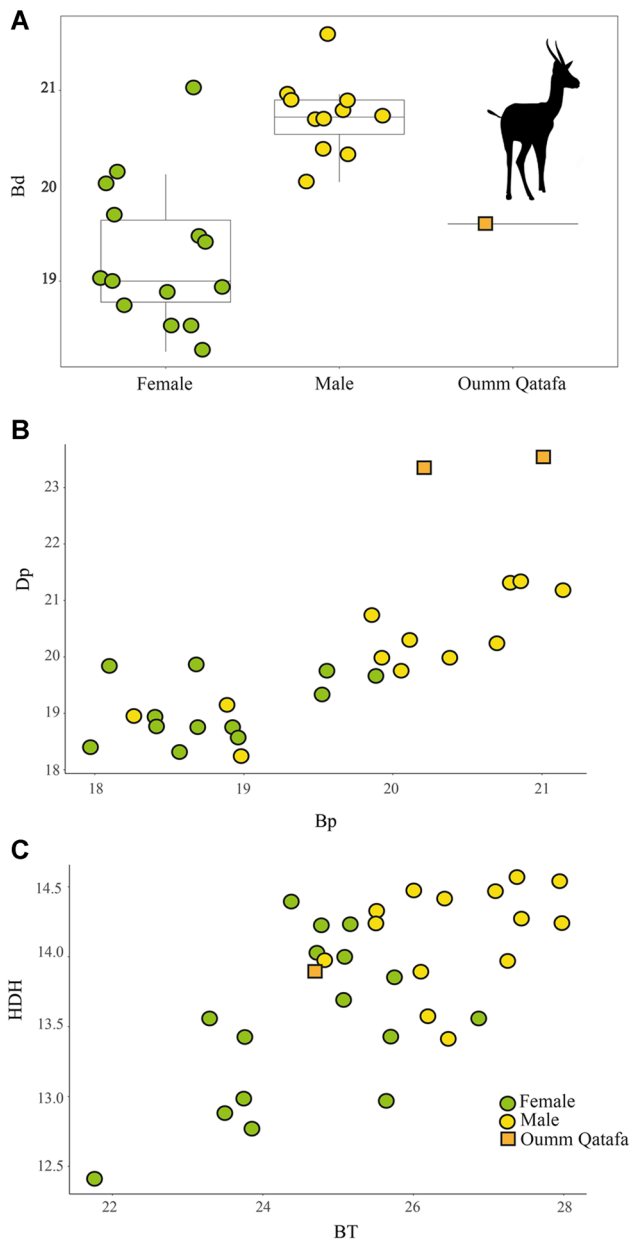 A
21
20
19
Bd
Female Male Oumm Qatafa
B
23
22
21
20
19
18
Dp
18 19 20 21
Bp
C
14.5
14.0
13.5
13.0
12.5
HDH
Female
Male
Oumm Qatafa
22 24 26 28
BT